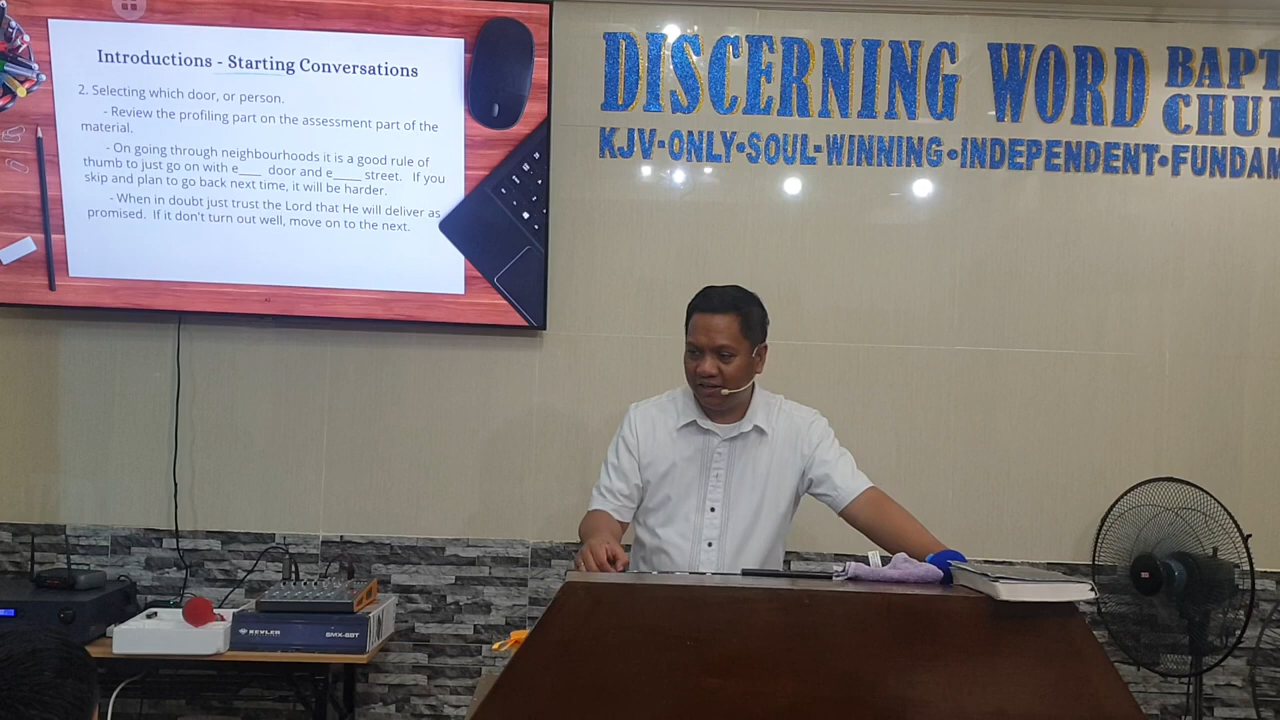 Introductions - Starting Conversations
2. Selecting which door, or person.
- Review the profiling part on the assessment part of the
material.
- On going through neighbourhoods it is a good rule of
thumb to just go on with e___ door and e____ street. If you
skip and plan to go back next time, it will be harder.
- When in doubt just trust the Lord that He will deliver as
promised. If it don't turn out well, move on to the next.
DISCERNING WORD BAPT
CHU
KJV-ONLY•SOUL-WINNING•INDEPENDENT•FUNDAM
KEVLER
GMX-6BT